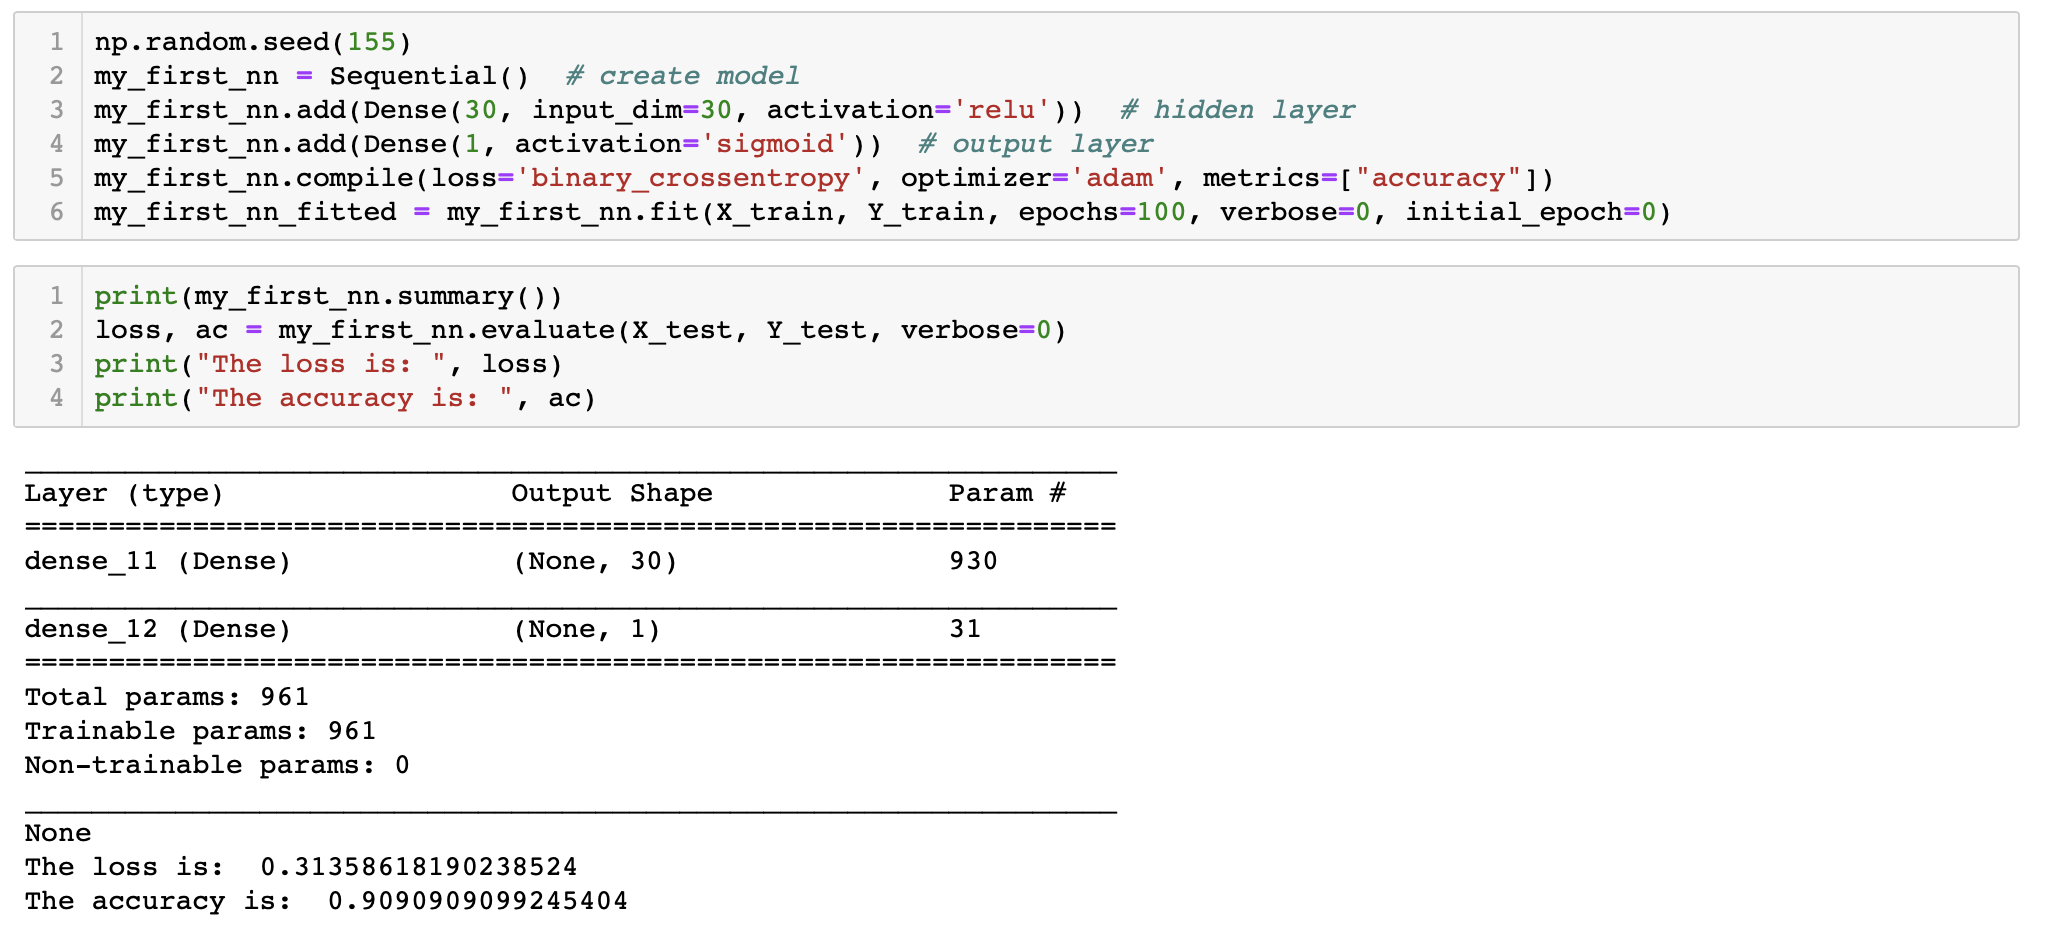 1 np.random.seed(155)
2 my_first_nn = Sequential()  # create model
3 my_first_nn.add(Dense(30, input_dim=30, activation='relu'))  # hidden layer
4 my_first_nn.add(Dense(1, activation='sigmoid'))  # output layer
5 my_first_nn.compile(loss='binary_crossentropy', optimizer='adam', metrics=["accuracy"])
6 my_first_nn_fitted = my_first_nn.fit(X_train, Y_train, epochs=100, verbose=0, initial_epoch=0)
1 print(my_first_nn.summary())
2 loss, ac = my_first_nn.evaluate(X_test, Y_test, verbose=0)
3 print("The loss is: ", loss)
4 print("The accuracy is: ", ac)
_________________________________________________________________
Layer (type)                 Output Shape              Param #
=================================================================
dense_11 (Dense)             (None, 30)                930
_________________________________________________________________
dense_12 (Dense)             (None, 1)                 31
=================================================================
Total params: 961
Trainable params: 961
Non-trainable params: 0
_________________________________________________________________
None
The loss is:  0.31358618190238524
The accuracy is:  0.9090909099245404